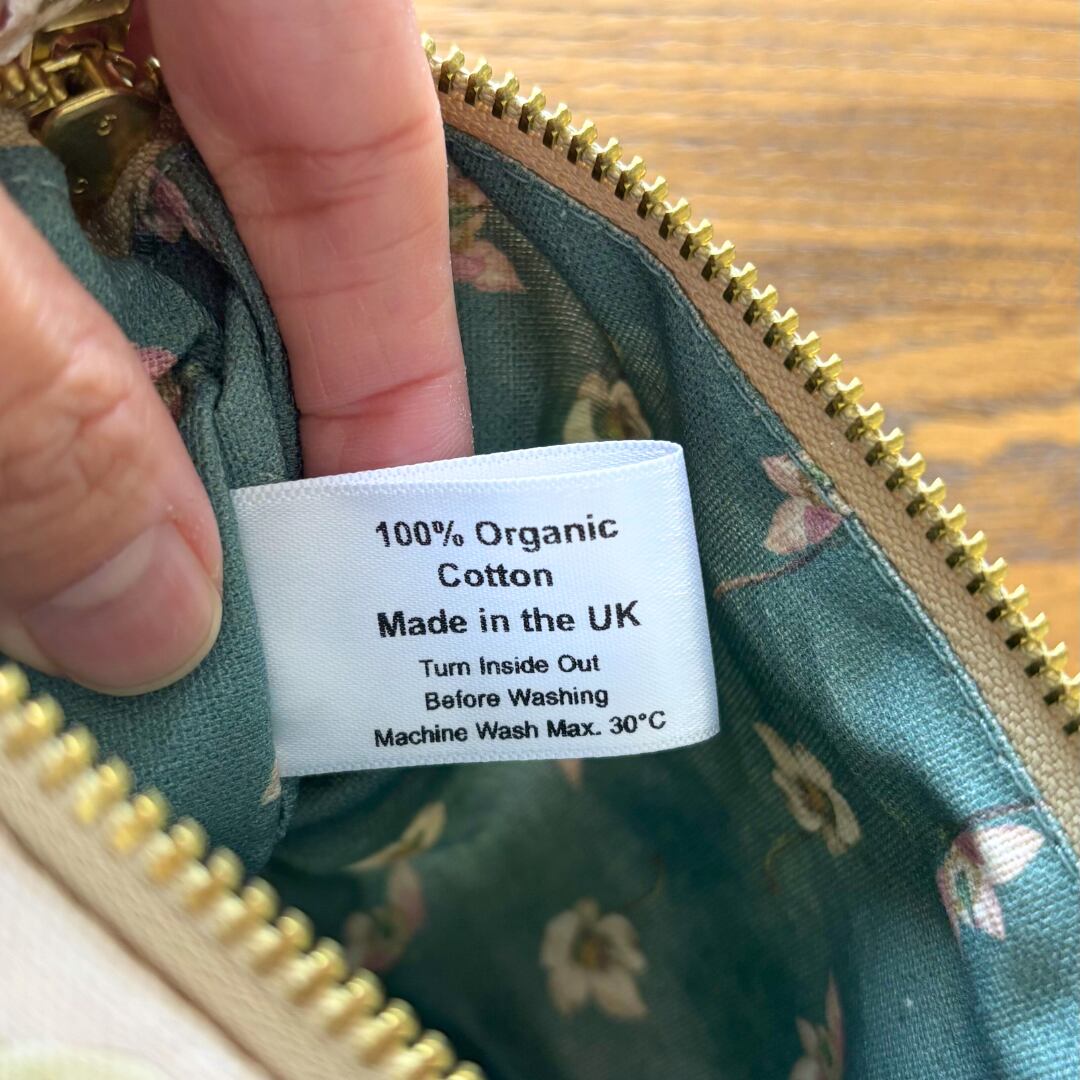 100% Organic
Cotton
Made in the UK
Turn Inside Out
Before Washing
Machine Wash Max. 30°C